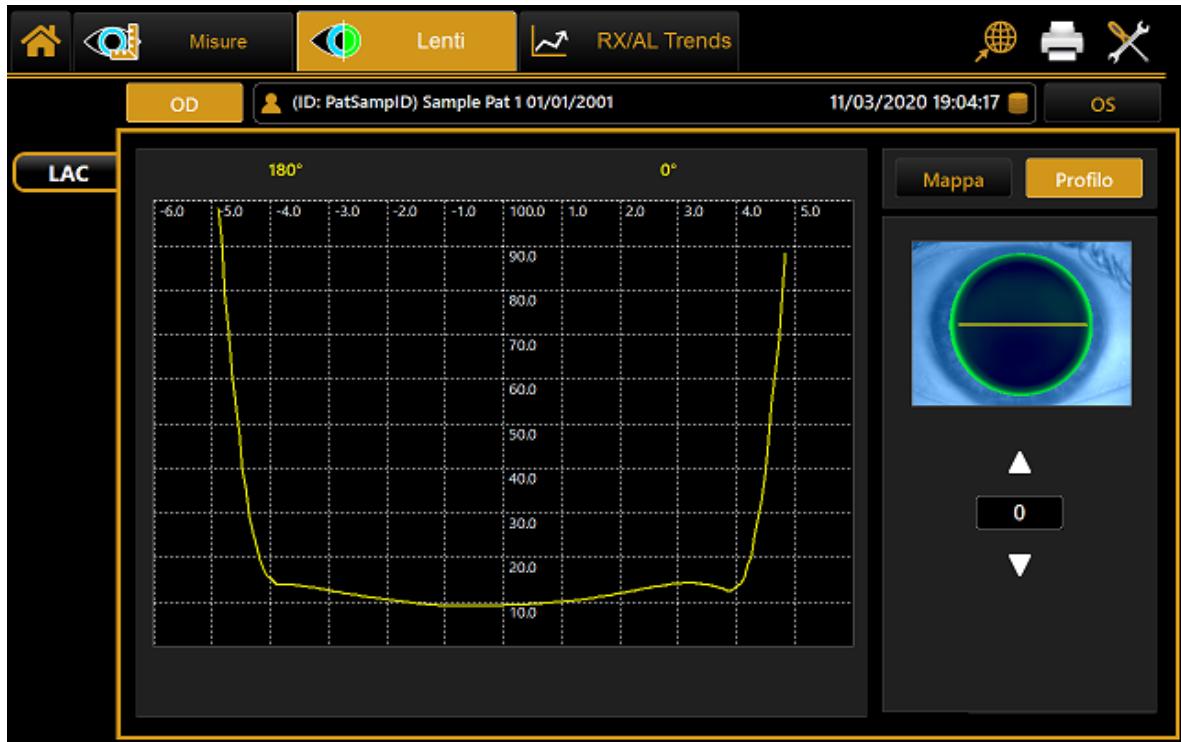 Misure Lenti RX/AL Trends
OD (ID: PatSampID) Sample Pat 1 01/01/2001 11/03/2020 19:04:17 OS
LAC
180° 0°
Mappa Profilo
-6.0 -5.0 -4.0 -3.0 -2.0 -1.0 100.0 1.0 2.0 3.0 4.0 5.0
90.0
80.0
70.0
60.0
50.0
40.0
30.0
20.0
10.0
0